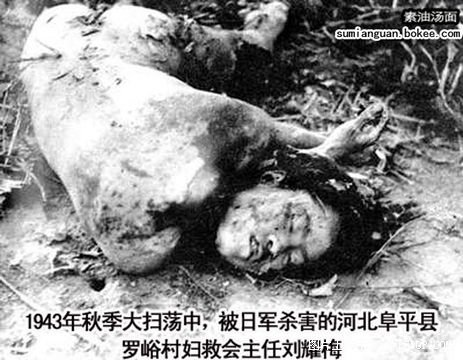 素油汤面
sumianguan.bokee.com
1943年秋季大扫荡中，被日军杀害的河北阜平县
罗峪村妇救会主任刘耀梅